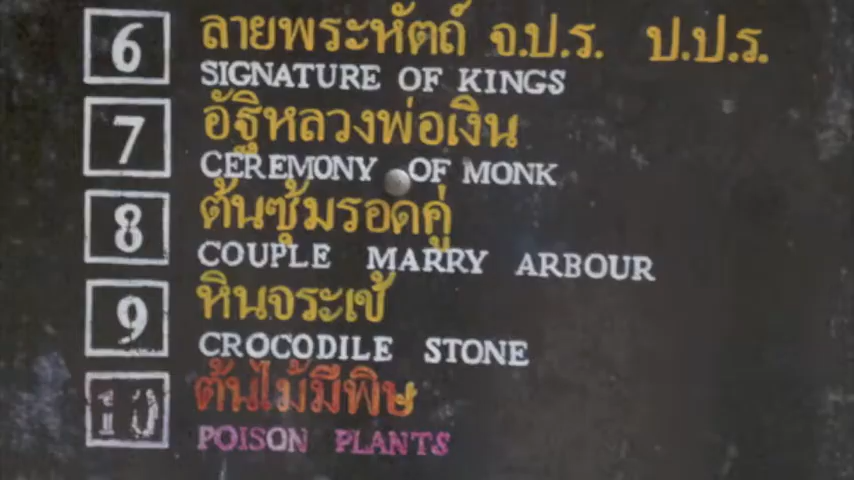 6 ลายพระหัตถ์ จ.ป.ร. ป.ป.ร.
SIGNATURE OF KINGS
7 อัฐิหลวงพ่อเงิน
CEREMONY OF MONK
8 ต้นซุ้มรอดคู่
COUPLE MARRY ARBOUR
9 หินจระเข้
CROCODILE STONE
10 ต้นไม้มีพิษ
POISON PLANTS